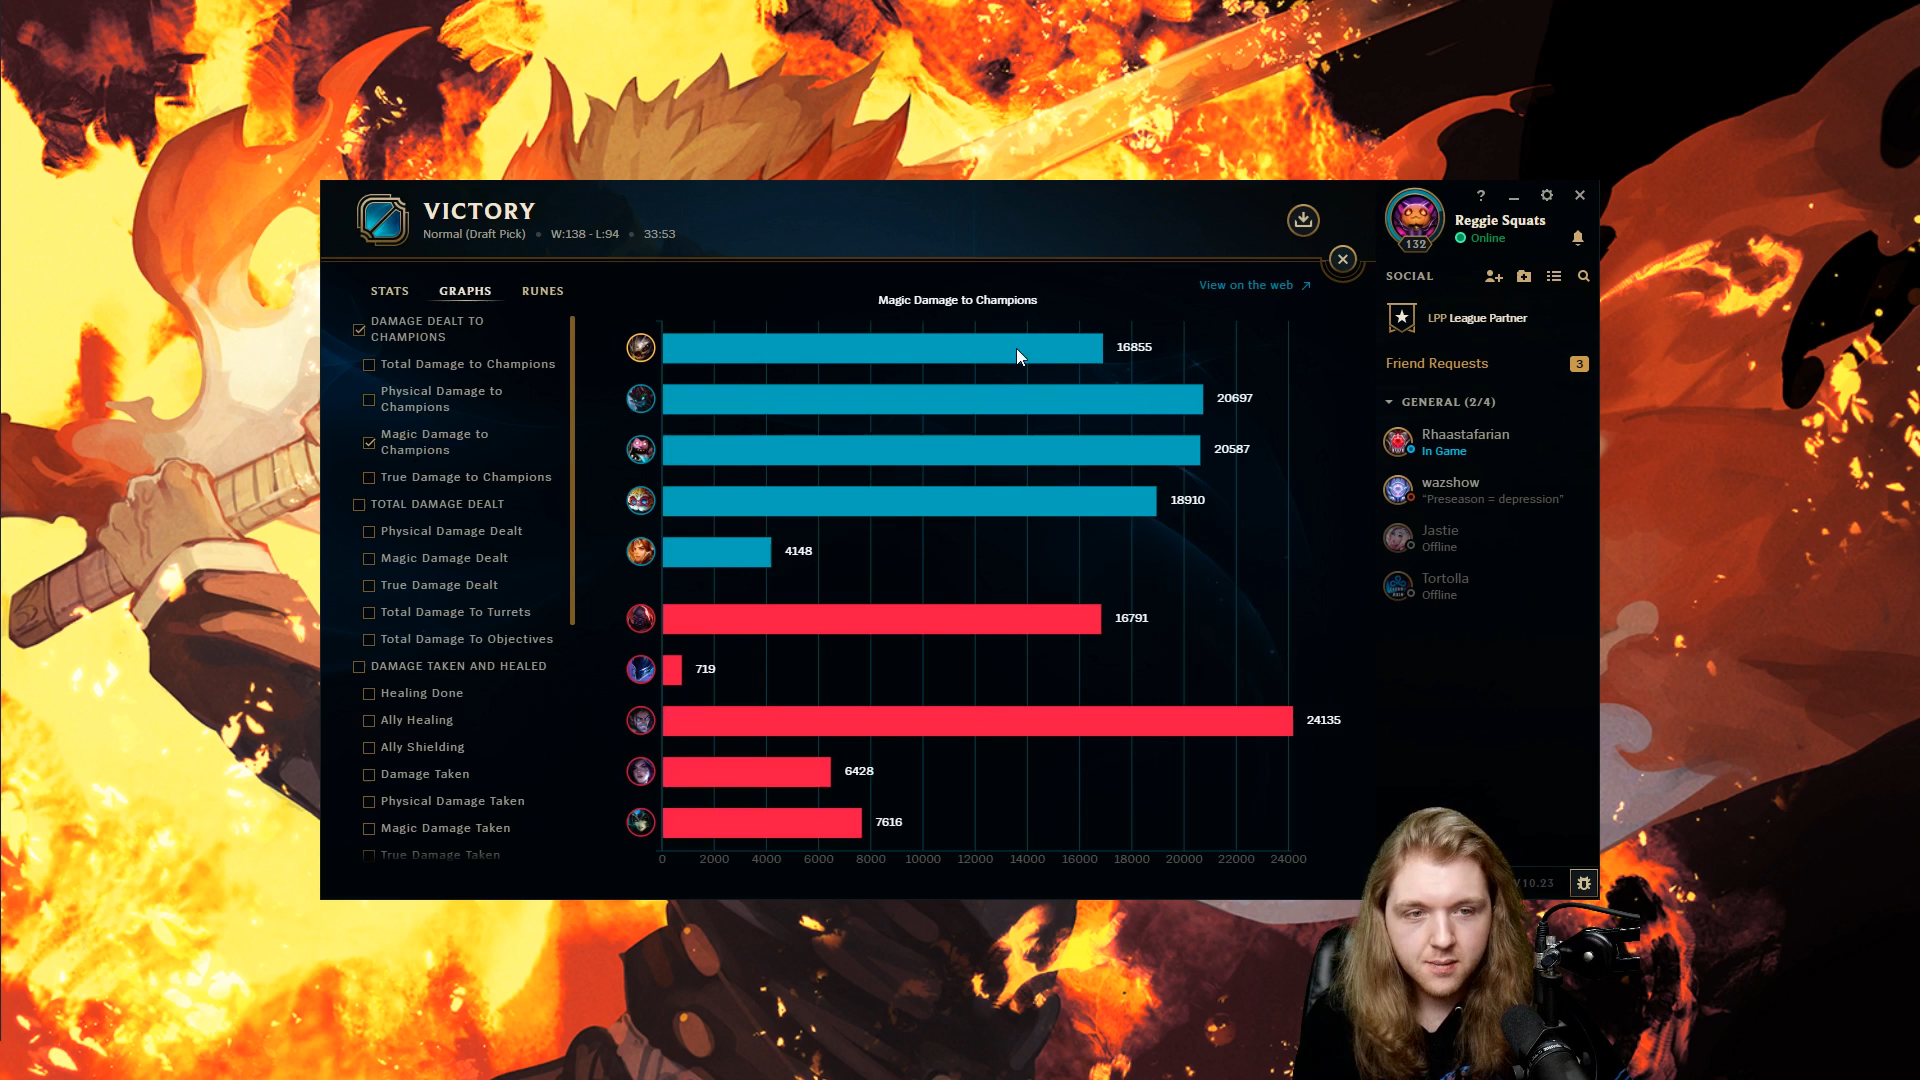 VICTORY
Normal (Draft Pick) • W:138 - L:94 • 33:53
STATS
GRAPHS
RUNES
DAMAGE DEALT TO
CHAMPIONS
Total Damage to Champions
Physical Damage to
Champions
Magic Damage to
Champions
True Damage to Champions
TOTAL DAMAGE DEALT
Physical Damage Dealt
Magic Damage Dealt
True Damage Dealt
Total Damage To Turrets
Total Damage To Objectives
DAMAGE TAKEN AND HEALED
Healing Done
Ally Healing
Ally Shielding
Damage Taken
Physical Damage Taken
Magic Damage Taken
True Damage Taken
View on the web
Magic Damage to Champions
16855
20697
20587
18910
4148
16791
719
24135
6428
7616
0 2000 4000 6000 8000 10000 12000 14000 16000 18000 20000 22000 24000
?
132
Reggie Squats
Online
SOCIAL
LPP League Partner
Friend Requests
3
GENERAL (2/4)
Rhaastafarian
In Game
wazshow
“Preseason = depression”
Jastie
Offline
Tortolla
Offline
V10.23